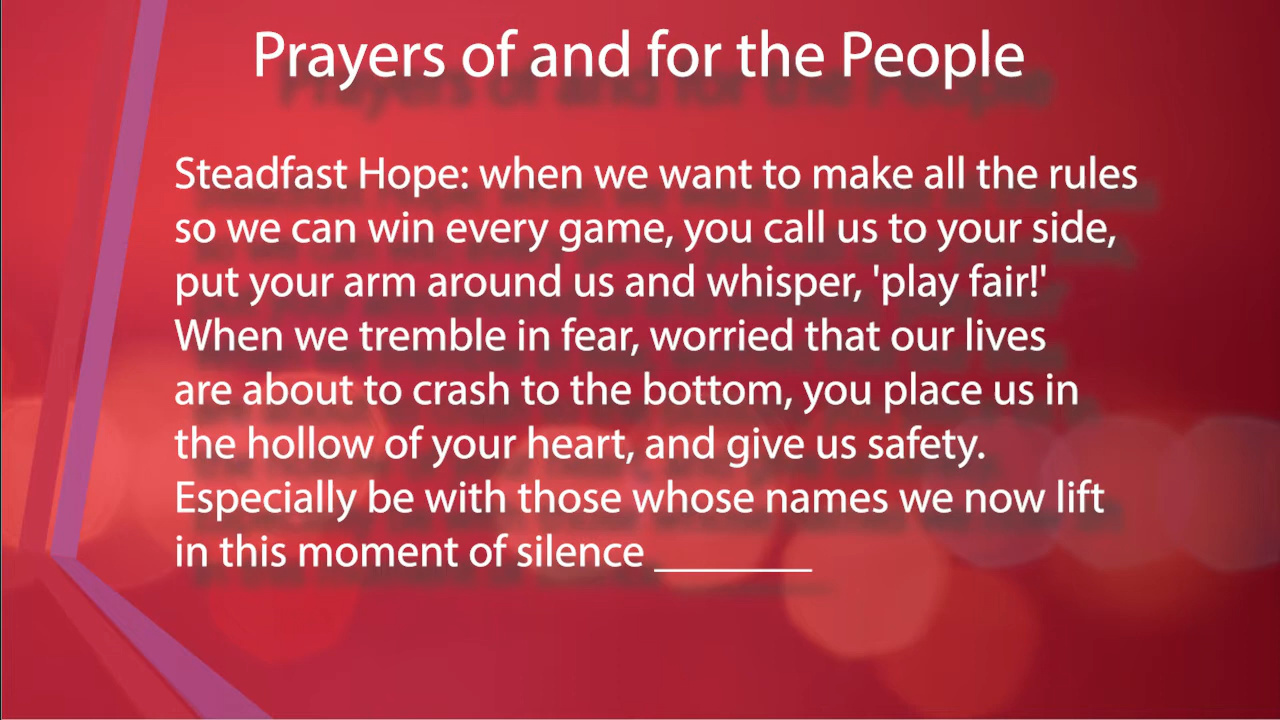 Prayers of and for the People
Steadfast Hope: when we want to make all the rules
so we can win every game, you call us to your side,
put your arm around us and whisper, 'play fair!'
When we tremble in fear, worried that our lives
are about to crash to the bottom, you place us in
the hollow of your heart, and give us safety.
Especially be with those whose names we now lift
in this moment of silence ________